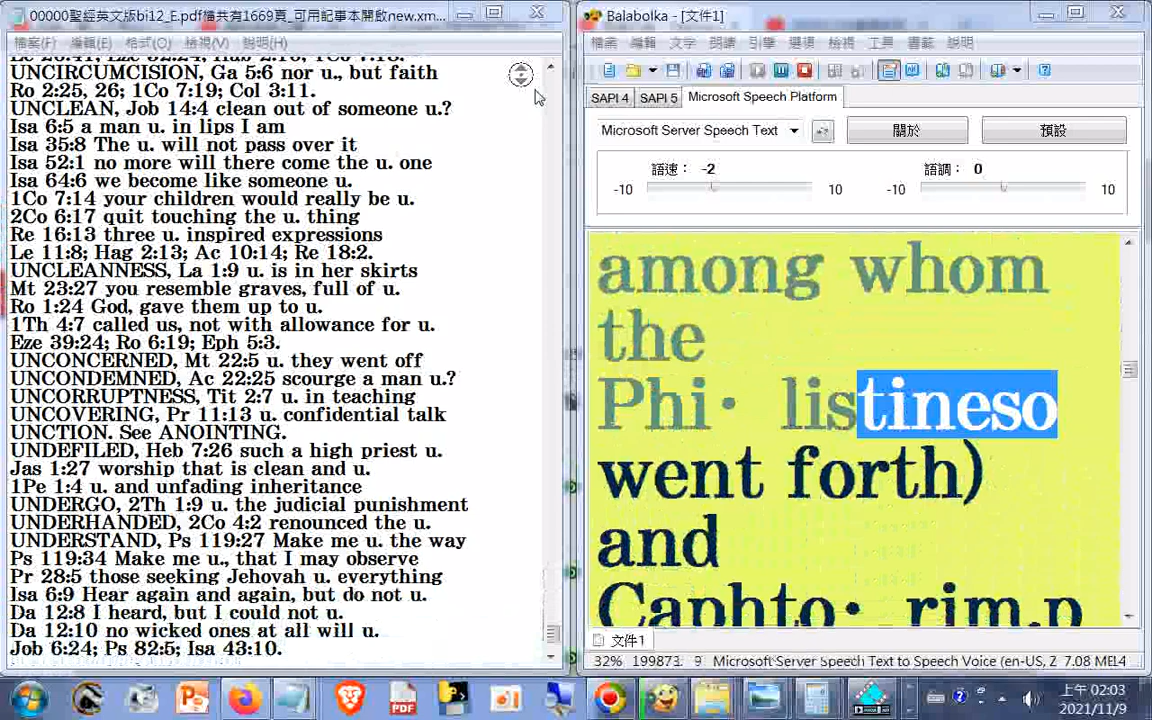 00000聖經英文版bi12_E.pdf檔共有1669頁_可用記事本開啟new.xm...
檔案(F) 編輯(E) 格式(O) 檢視(V) 說明(H)
UNCIRCUMCISION, Ga 5:6 nor u., but faith
Ro 2:25, 26; 1Co 7:19; Col 3:11.
UNCLEAN, Job 14:4 clean out of someone u.?
Isa 6:5 a man u. in lips I am
Isa 35:8 The u. will not pass over it
Isa 52:1 no more will there come the u. one
Isa 64:6 we become like someone u.
1Co 7:14 your children would really be u.
2Co 6:17 quit touching the u. thing
Re 16:13 three u. inspired expressions
Le 11:8; Hag 2:13; Ac 10:14; Re 18:2.
UNCLEANNESS, La 1:9 u. is in her skirts
Mt 23:27 you resemble graves, full of u.
Ro 1:24 God, gave them up to u.
1Th 4:7 called us, not with allowance for u.
Eze 39:24; Ro 6:19; Eph 5:3.
UNCONCERNED, Mt 22:5 u. they went off
UNCONDEMNED, Ac 22:25 scourge a man u.?
UNCORRUPTNESS, Tit 2:7 u. in teaching
UNCOVERING, Pr 11:13 u. confidential talk
UNCTION. See ANOINTING.
UNDEFILED, Heb 7:26 such a high priest u.
Jas 1:27 worship that is clean and u.
1Pe 1:4 u. and unfading inheritance
UNDERGO, 2Th 1:9 u. the judicial punishment
UNDERHANDED, 2Co 4:2 renounced the u.
UNDERSTAND, Ps 119:27 Make me u. the way
Ps 119:34 Make me u., that I may observe
Pr 28:5 those seeking Jehovah u. everything
Isa 6:9 Hear again and again, but do not u.
Da 12:8 I heard, but I could not u.
Da 12:10 no wicked ones at all will u.
Job 6:24; Ps 82:5; Isa 43:10.
Balabolka - [文件1]
檔案 編輯 文字 朗讀 引擎 選項 檢視 工具 書籤 說明
SAPI 4 SAPI 5 Microsoft Speech Platform
Microsoft Server Speech Text 關於 預設
語速： -2 語調： 0
-10 10 -10 10
among whom
the
Phi· listineso
went forth)
and
Caphto· rim.p
文件1
32% 199873. 9 Microsoft Server Speech Text to Speech Voice (en-US, Z 7.08 MEL4
上午 02:03
2021/11/9